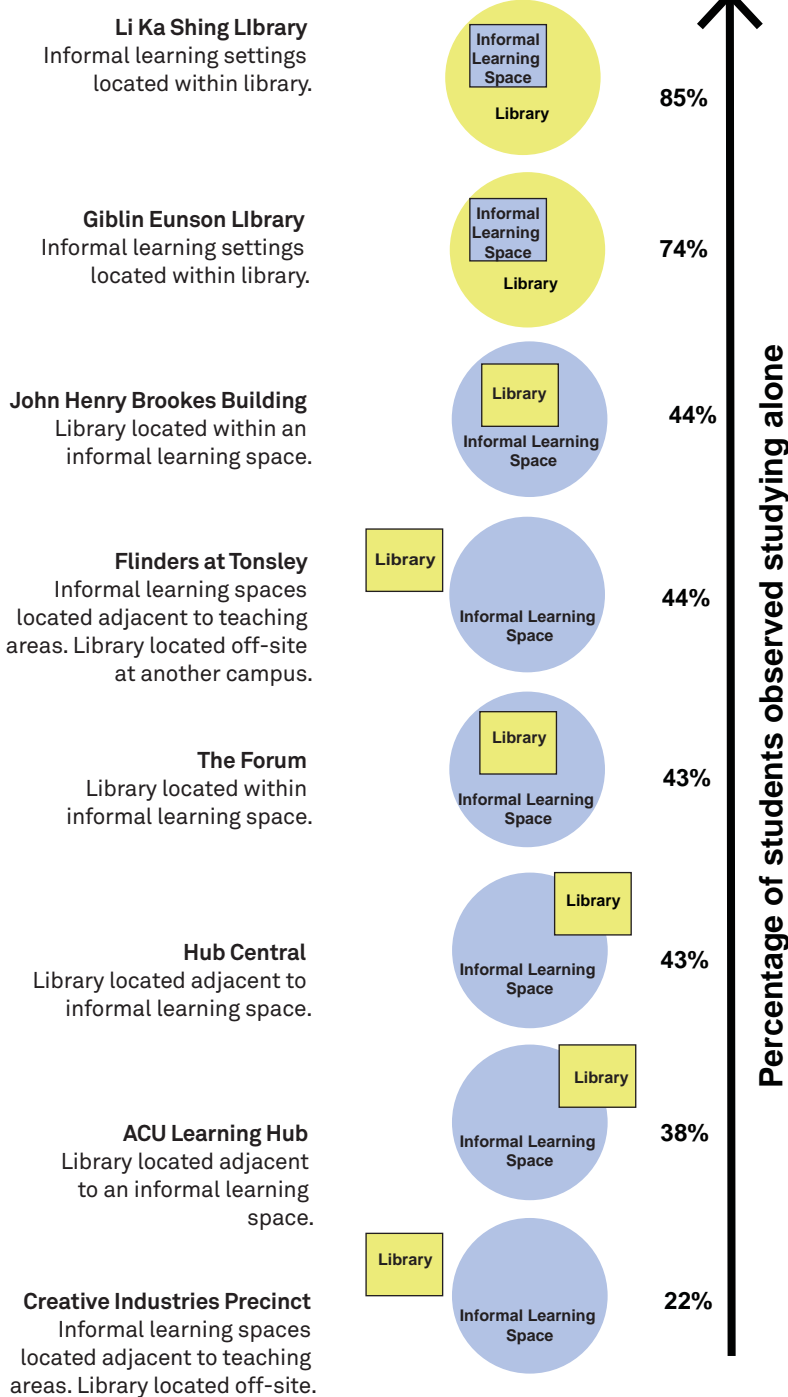 Li Ka Shing LIbrary
Informal learning settings
located within library.
Informal
Learning
Space
Library
85%
Giblin Eunson LIbrary
Informal learning settings
located within library.
Informal
Learning
Space
Library
74%
John Henry Brookes Building
Library located within an
informal learning space.
Library
Informal Learning
Space
44%
Flinders at Tonsley
Informal learning spaces
located adjacent to teaching
areas. Library located off-site
at another campus.
Library
Informal Learning
Space
44%
The Forum
Library located within
informal learning space.
Library
Informal Learning
Space
43%
Hub Central
Library located adjacent to
informal learning space.
Library
Informal Learning
Space
43%
ACU Learning Hub
Library located adjacent
to an informal learning
space.
Library
Informal Learning
Space
38%
Creative Industries Precinct
Informal learning spaces
located adjacent to teaching
areas. Library located off-site.
Library
Informal Learning
Space
22%
Percentage of students observed studying alone